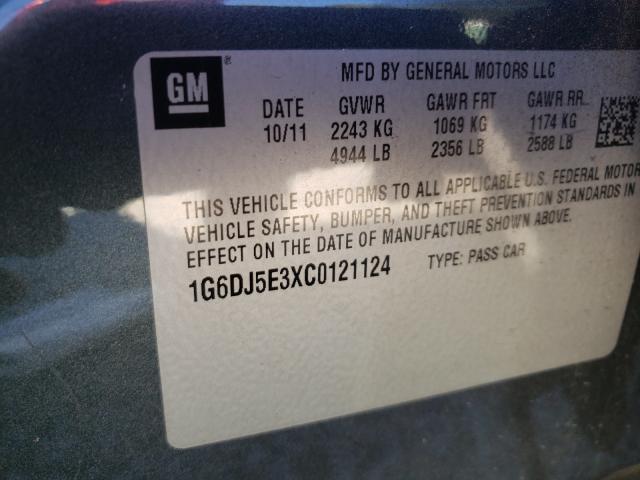 GM®
MFD BY GENERAL MOTORS LLC
DATE GVWR GAWR FRT GAWR RR
10/11 2243 KG 1069 KG 1174 KG
4944 LB 2356 LB 2588 LB
THIS VEHICLE CONFORMS TO ALL APPLICABLE U.S. FEDERAL MOTOR
VEHICLE SAFETY, BUMPER, AND THEFT PREVENTION STANDARDS IN
EFFECT ON THE DATE OF MANUFACTURE SHOWN ABOVE.
1G6DJ5E3XC0121124 TYPE: PASS CAR